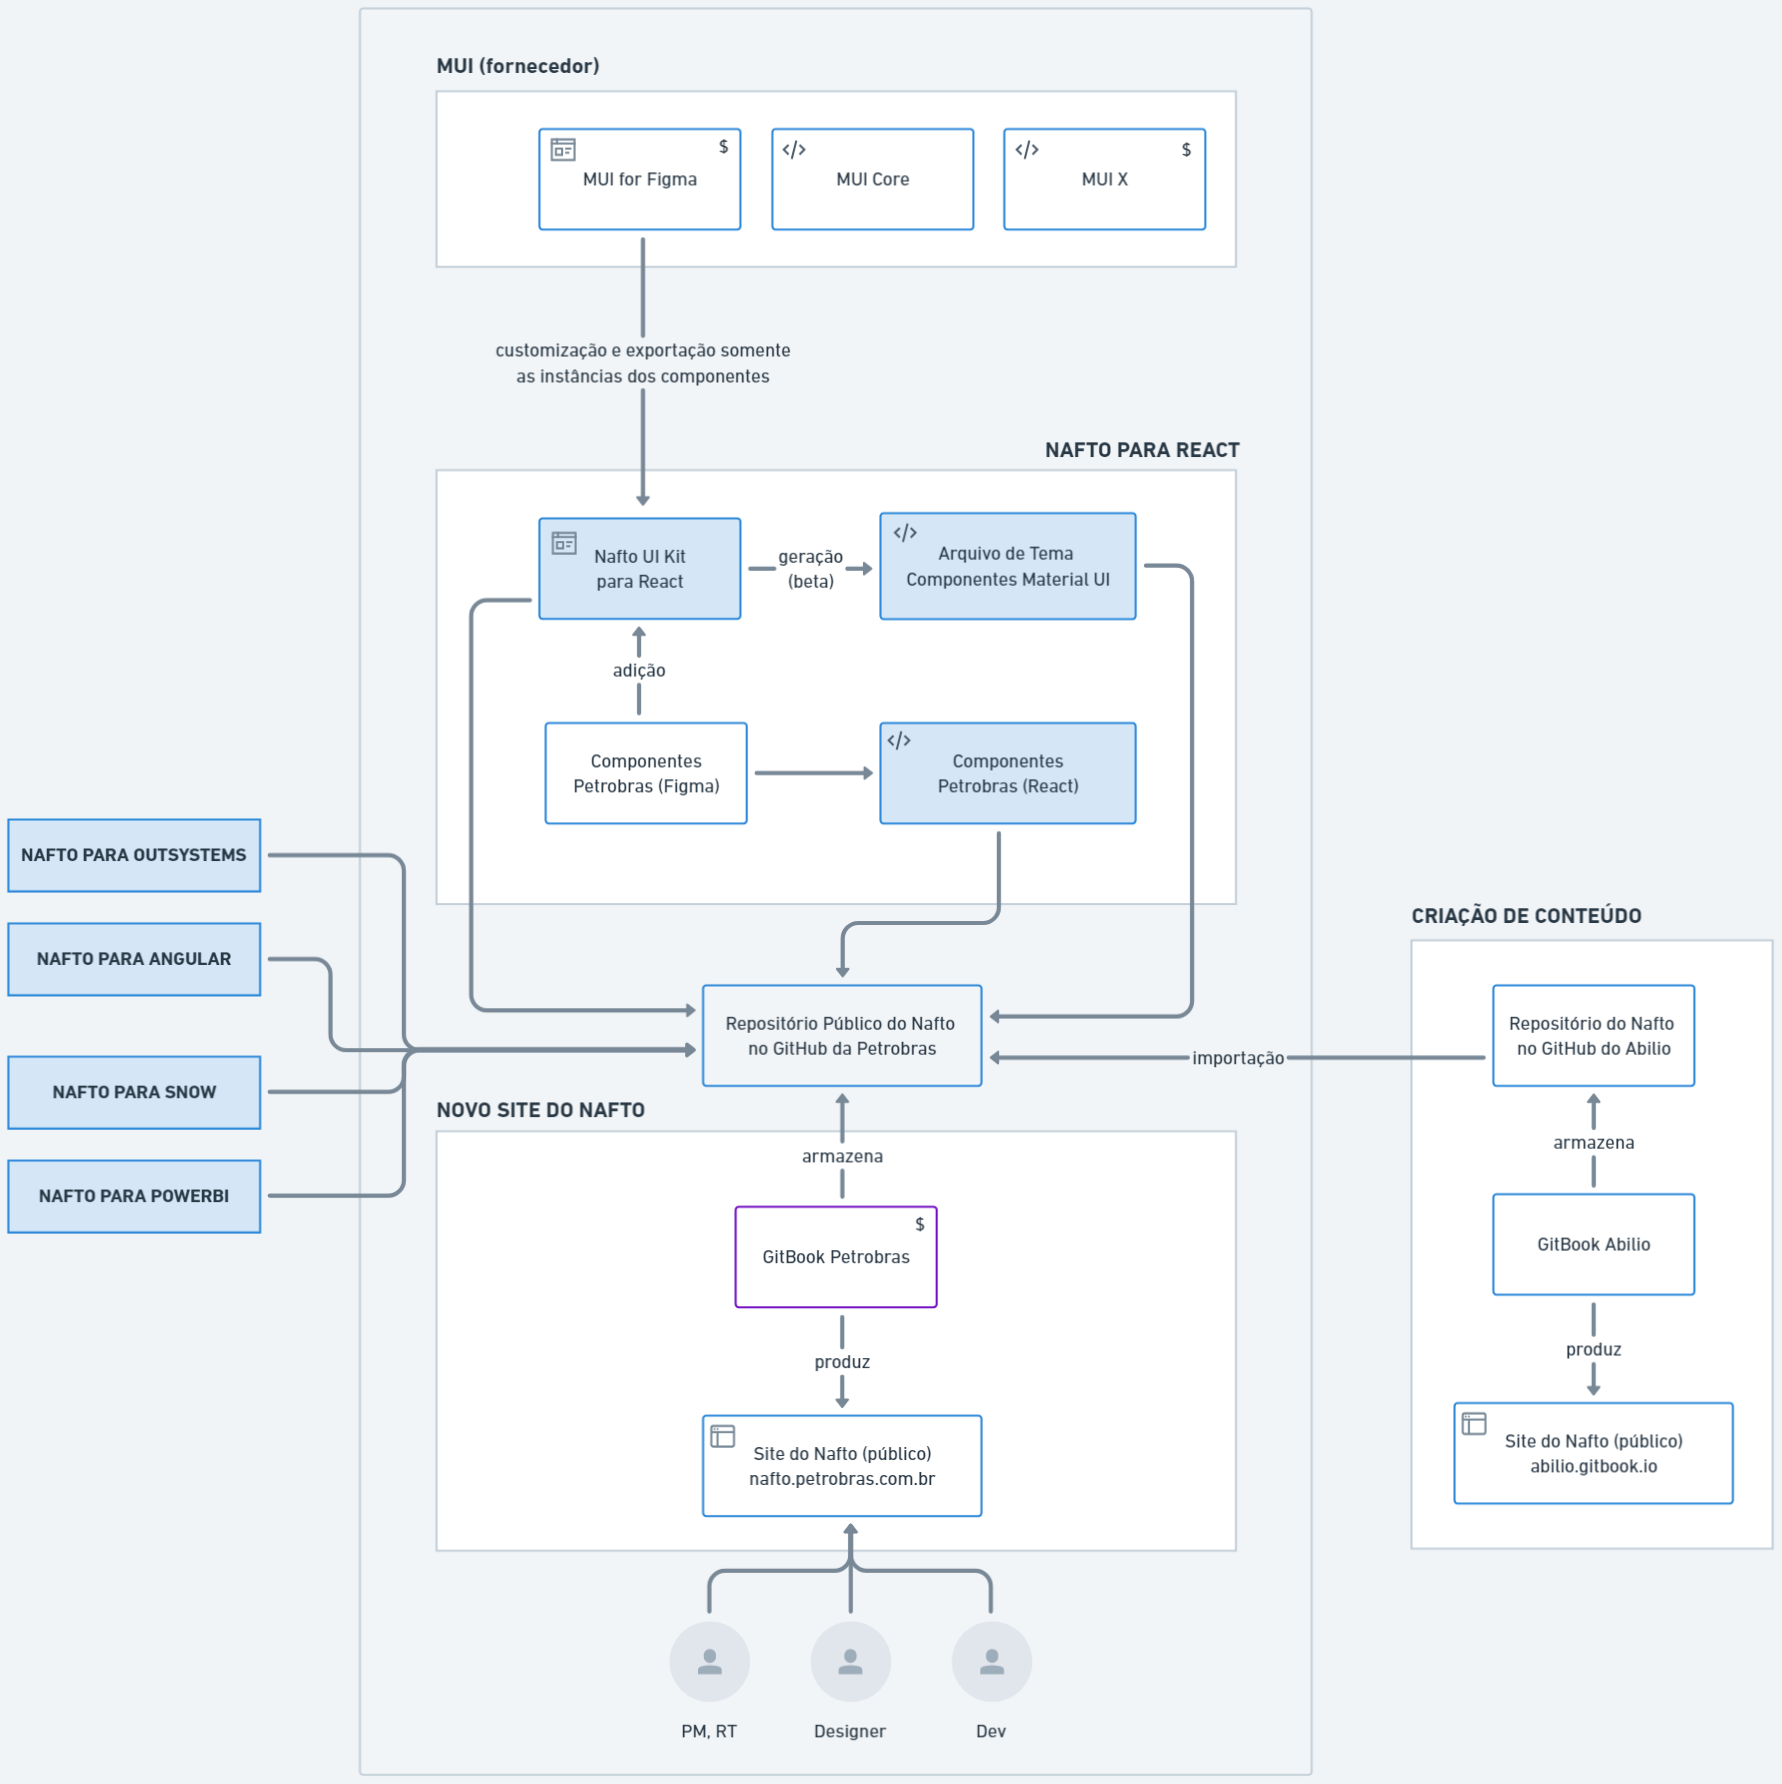 MUI (fornecedor)
$
MUI for Figma
</>
MUI Core
</>
$
MUI X
customização e exportação somente
as instâncias dos componentes
NAFTO PARA REACT
Nafto UI Kit
para React
geração
(beta)
</>
Arquivo de Tema
Componentes Material UI
adição
Componentes
Petrobras (Figma)
</>
Componentes
Petrobras (React)
NAFTO PARA OUTSYSTEMS
NAFTO PARA ANGULAR
NAFTO PARA SNOW
NAFTO PARA POWERBI
Repositório Público do Nafto
no GitHub da Petrobras
importação
CRIAÇÃO DE CONTEÚDO
Repositório do Nafto
no GitHub do Abilio
armazena
GitBook Abilio
produz
Site do Nafto (público)
abilio.gitbook.io
NOVO SITE DO NAFTO
armazena
$
GitBook Petrobras
produz
Site do Nafto (público)
nafto.petrobras.com.br
PM, RT
Designer
Dev